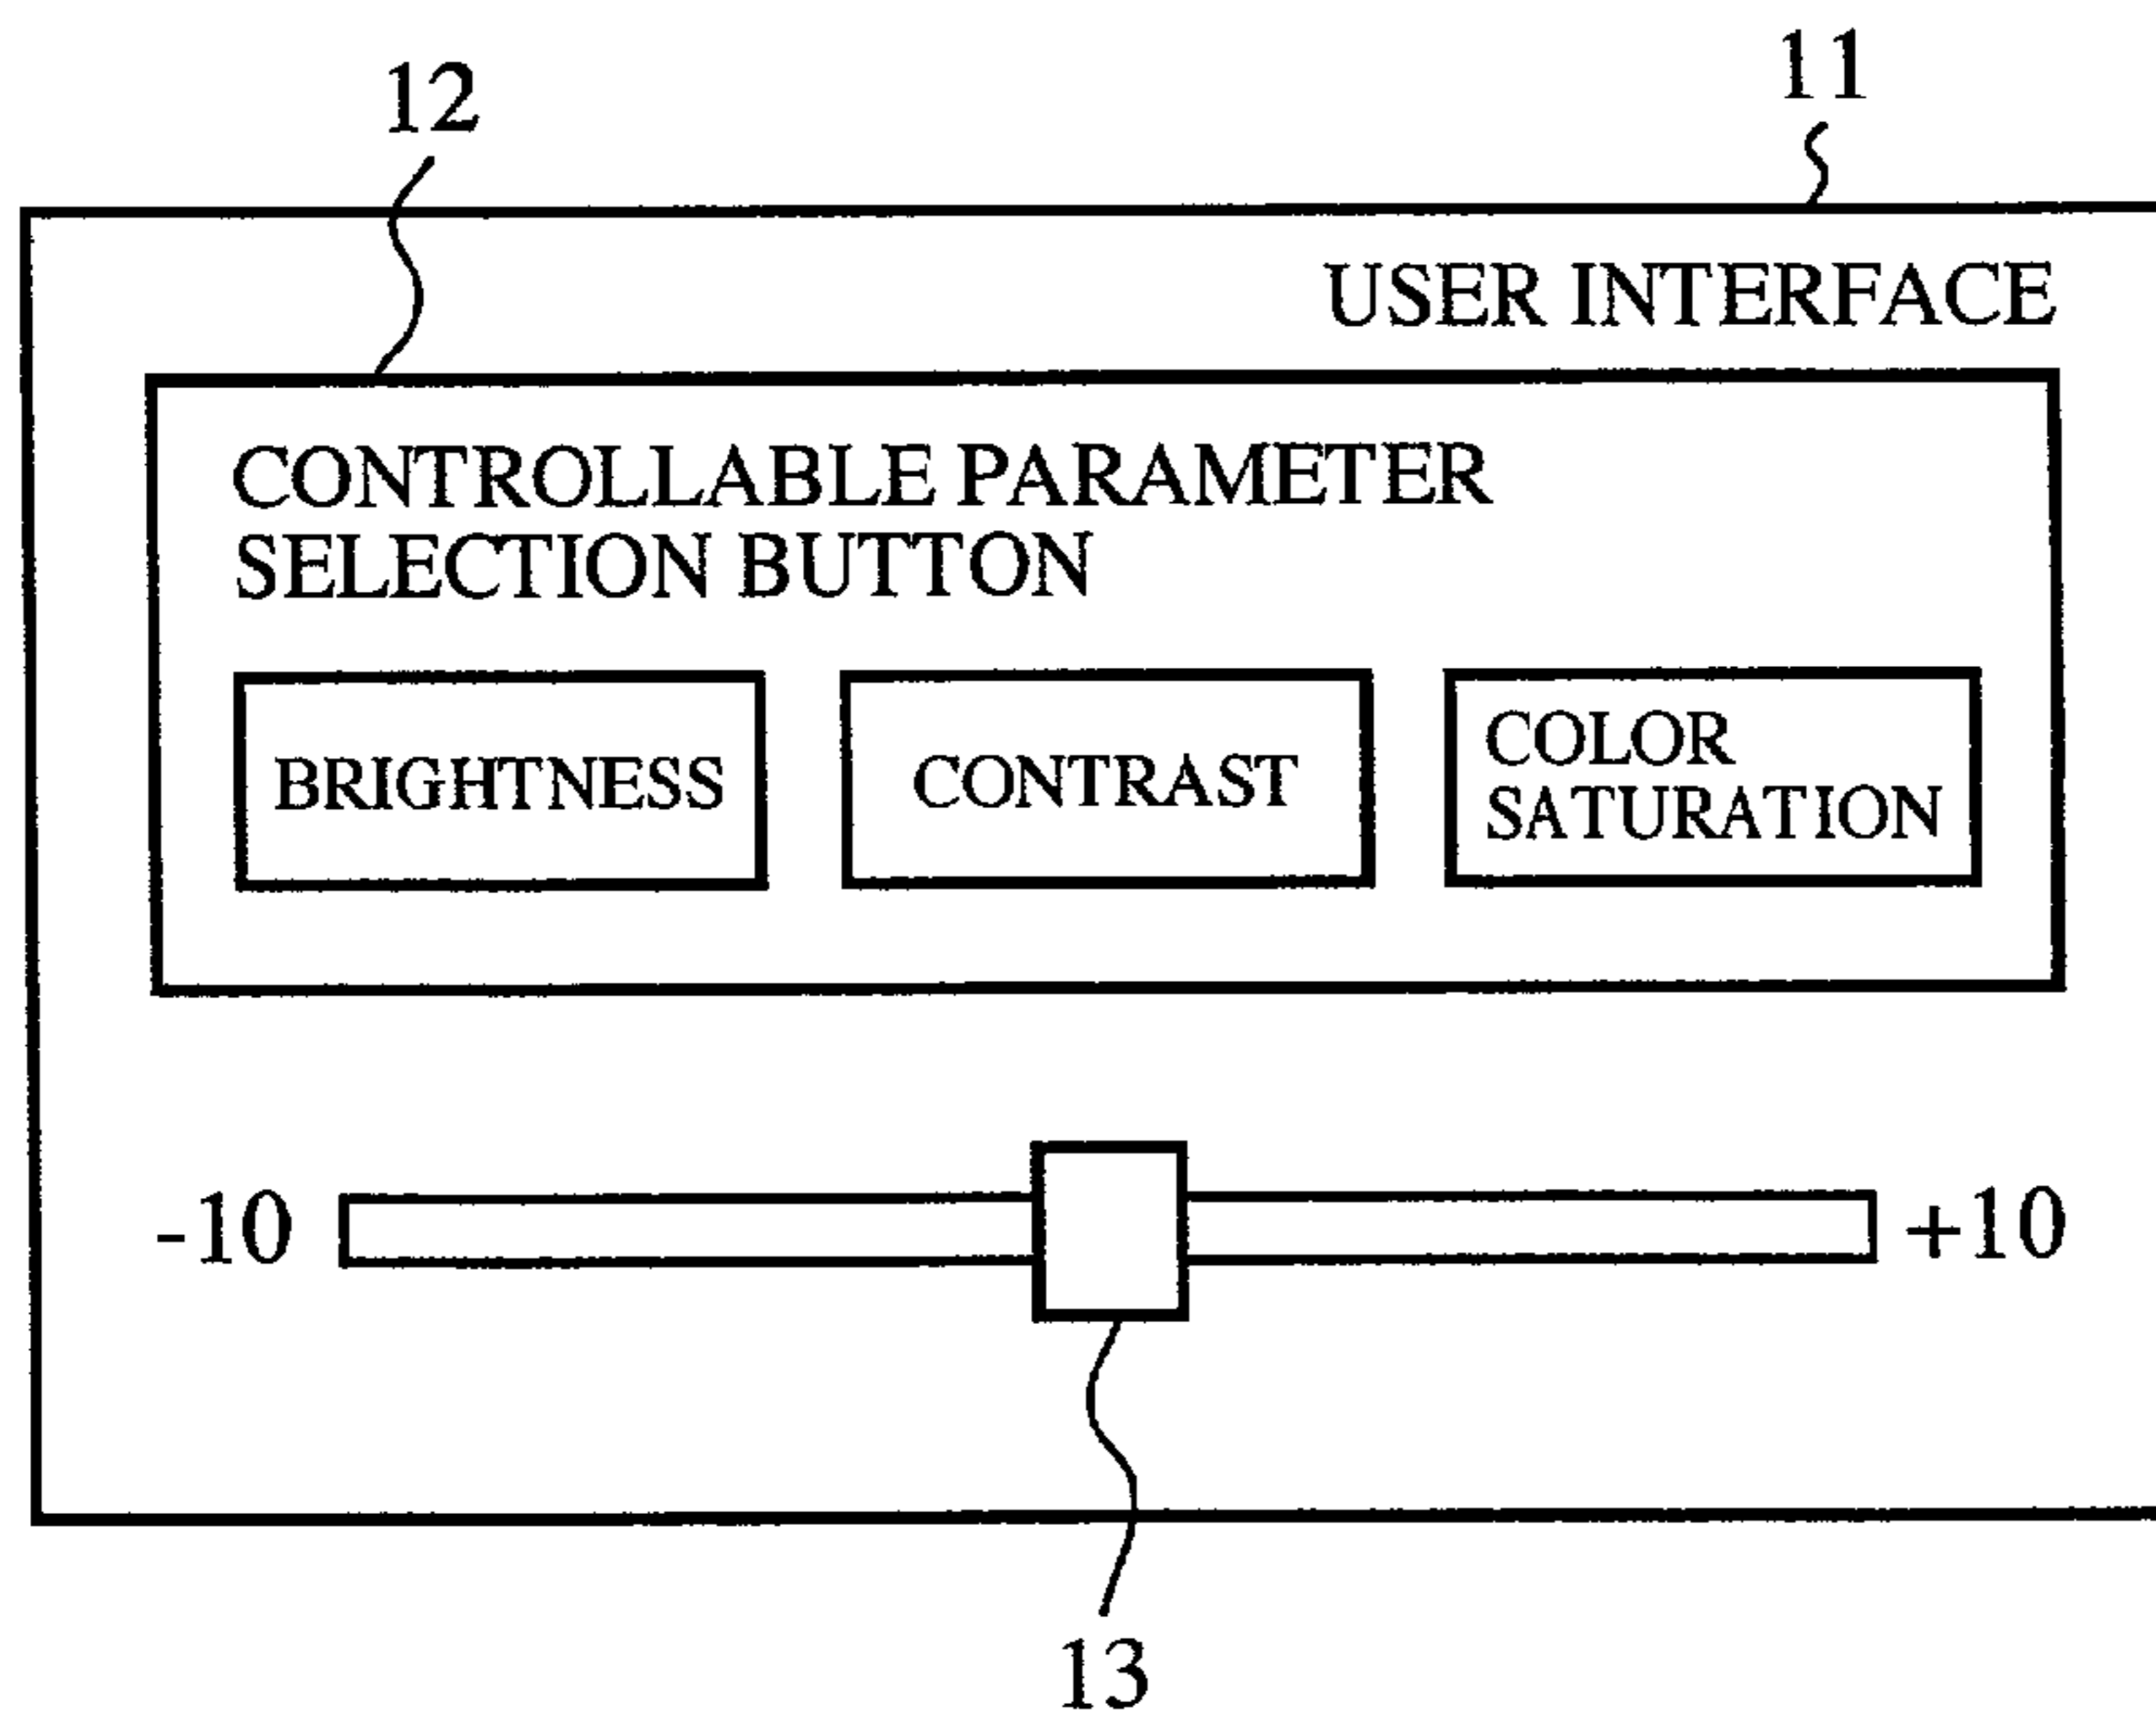 12
11
USER INTERFACE
CONTROLLABLE PARAMETER
SELECTION BUTTON
BRIGHTNESS
CONTRAST
COLOR
SATURATION
-10
+10
13